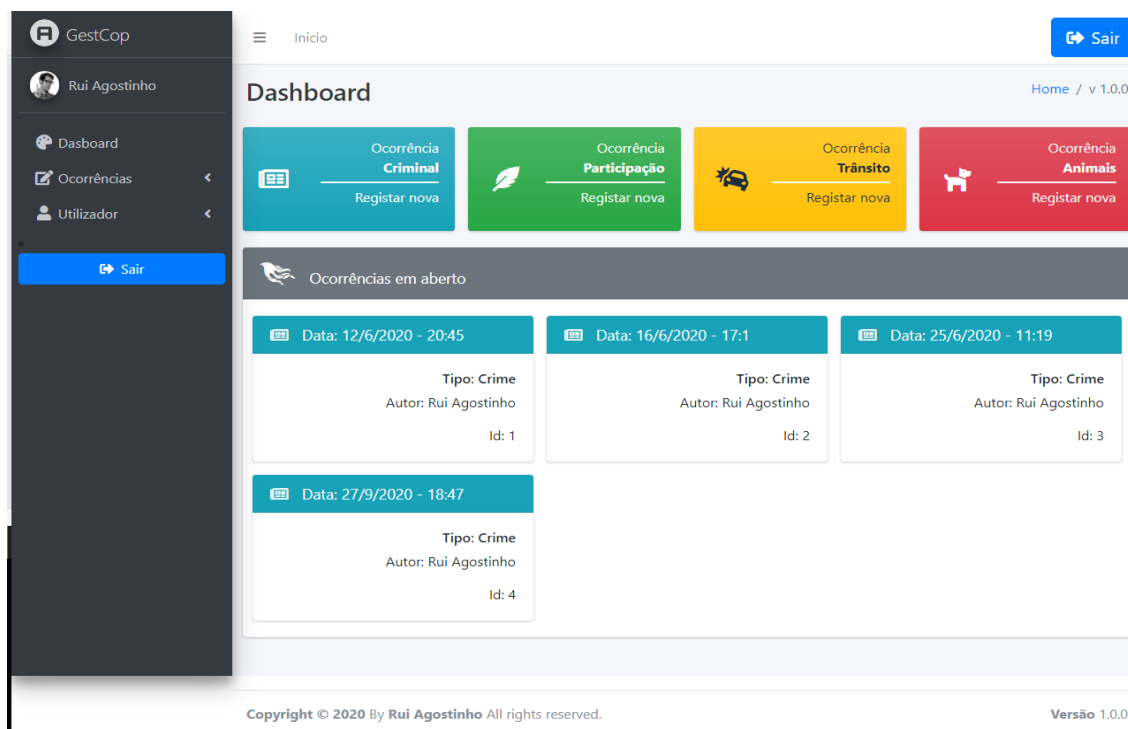 GestCop
Rui Agostinho
Dasboard
Ocorrências
Utilizador
Sair
Inicio
Sair
Dashboard
Home / v 1.0.0
Ocorrência
Criminal
Registar nova
Ocorrência
Participação
Registar nova
Ocorrência
Trânsito
Registar nova
Ocorrência
Animais
Registar nova
Ocorrências em aberto
Data: 12/6/2020 - 20:45
Tipo: Crime
Autor: Rui Agostinho
Id: 1
Data: 16/6/2020 - 17:1
Tipo: Crime
Autor: Rui Agostinho
Id: 2
Data: 25/6/2020 - 11:19
Tipo: Crime
Autor: Rui Agostinho
Id: 3
Data: 27/9/2020 - 18:47
Tipo: Crime
Autor: Rui Agostinho
Id: 4
Copyright © 2020 By Rui Agostinho All rights reserved.
Versão 1.0.0